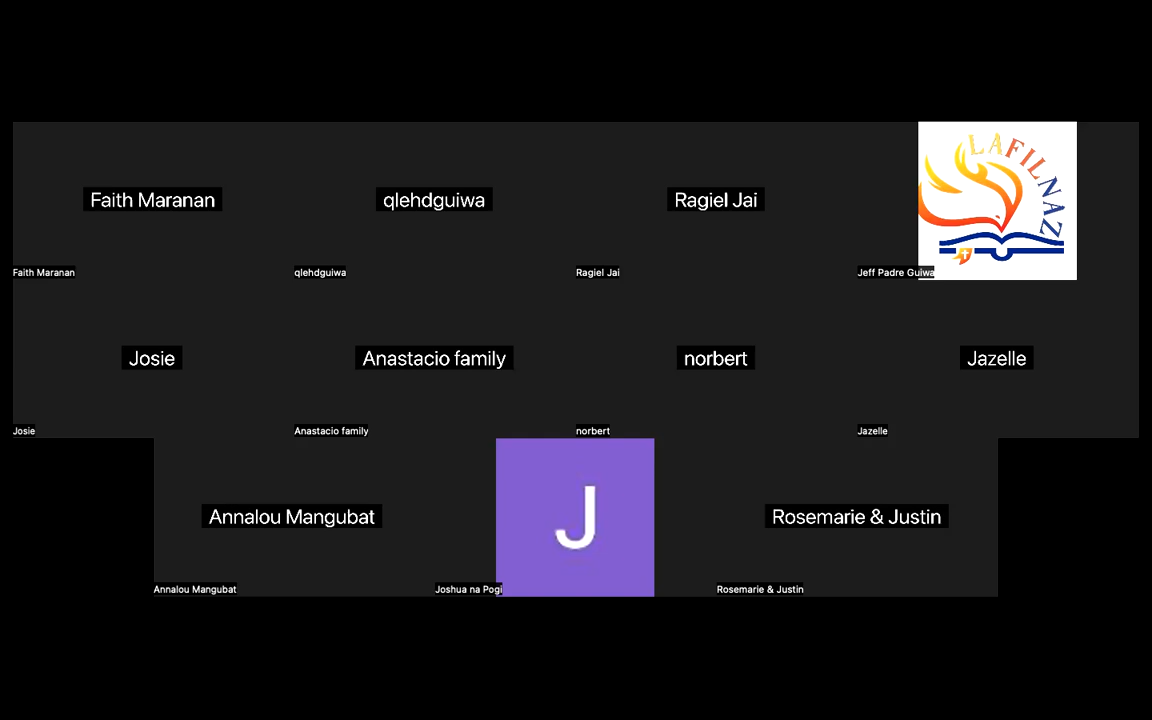 Faith Maranan
qlehdguiwa
Ragiel Jai
LAFILNAZ
Faith Maranan
qlehdguiwa
Ragiel Jai
Jeff Padre Guiwa
Josie
Anastacio family
norbert
Jazelle
Josie
Anastacio family
norbert
Jazelle
Annalou Mangubat
J
Rosemarie & Justin
Annalou Mangubat
Joshua na Pogi
Rosemarie & Justin